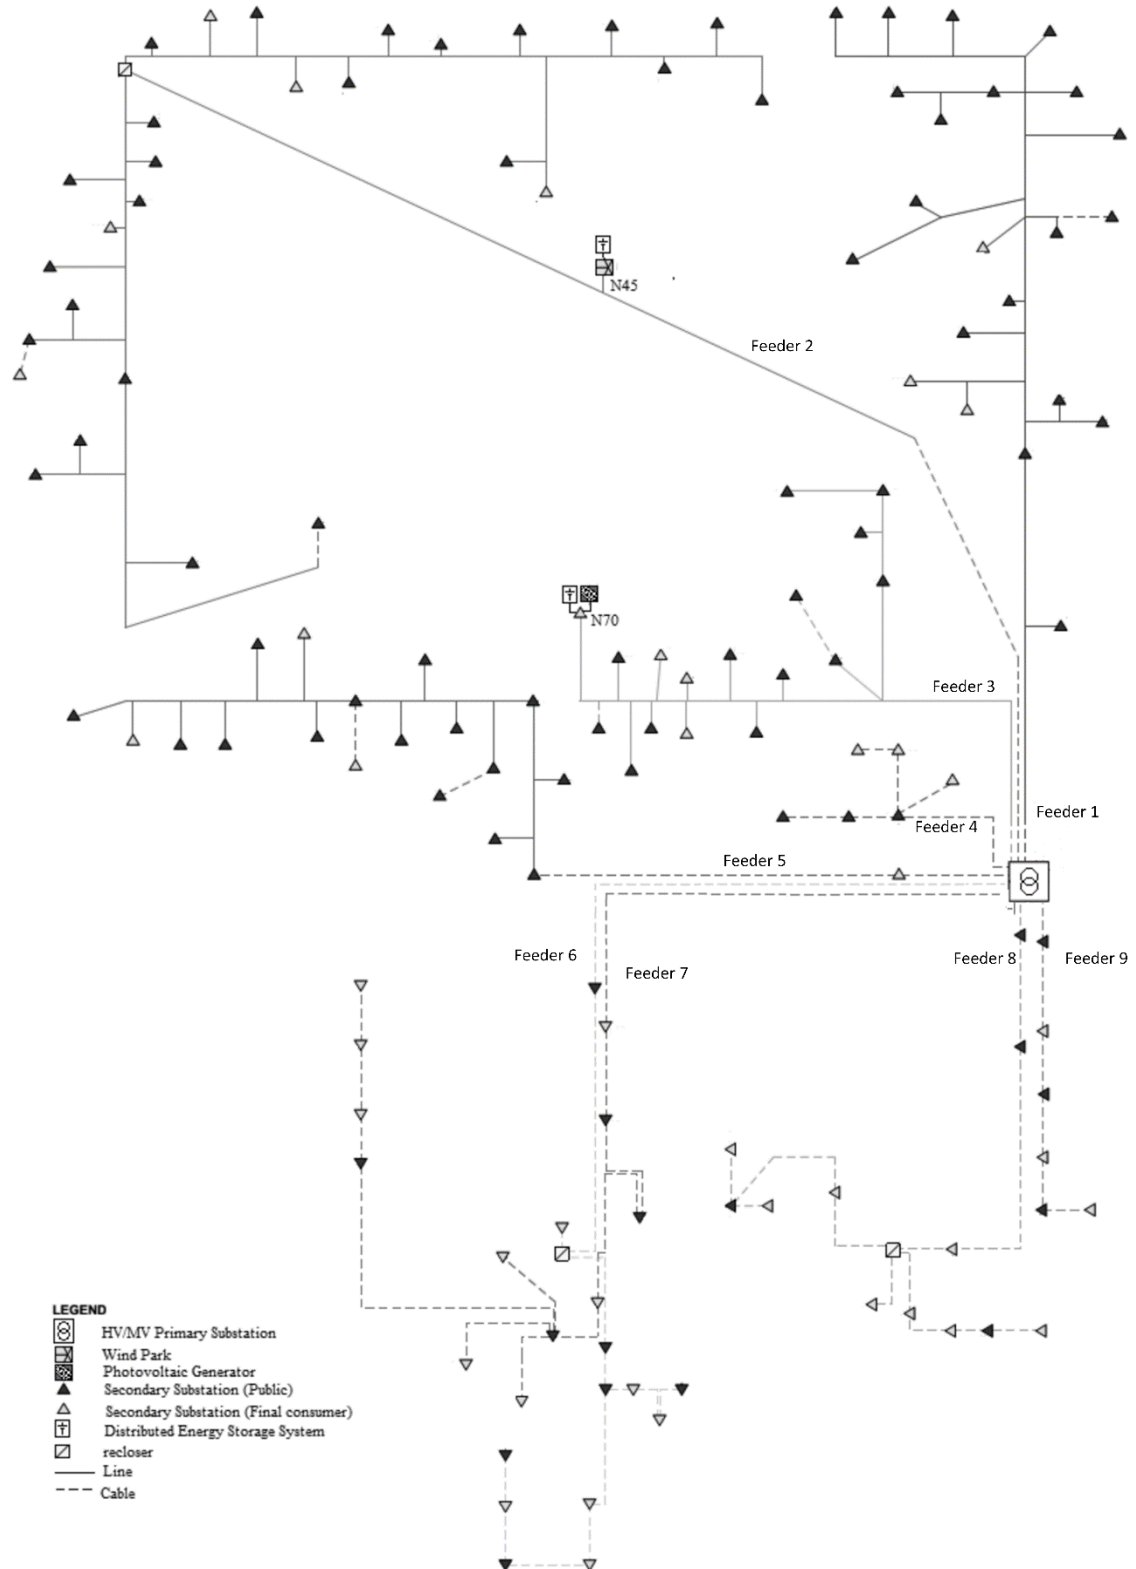 N45
Feeder 2
N70
Feeder 3
Feeder 1
Feeder 4
Feeder 5
Feeder 6
Feeder 7
Feeder 8
Feeder 9
LEGEND
HV/MV Primary Substation
Wind Park
Photovoltaic Generator
Secondary Substation (Public)
Secondary Substation (Final consumer)
Distributed Energy Storage System
recloser
Line
Cable